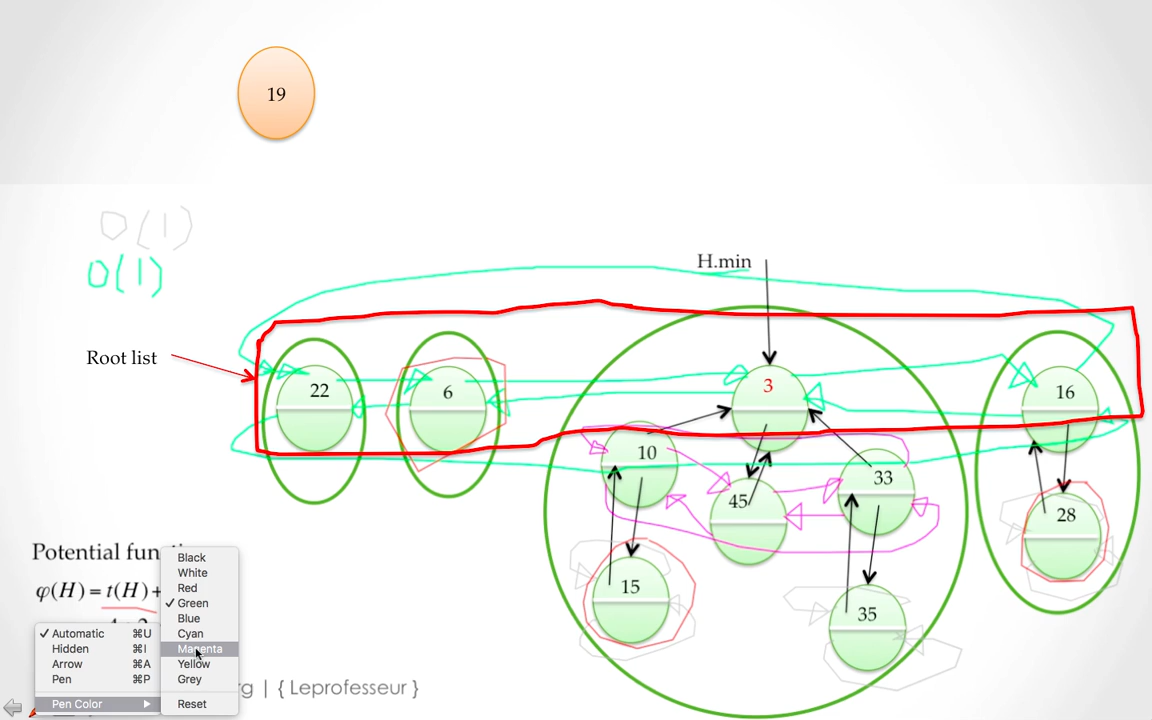 19
O(1)
O(1)
H.min
Root list
22
6
3
16
10
33
45
28
15
35
Potential
φ(H) = t(H) +
Black
White
Red
✓ Green
Blue
Cyan
Magenta
Yellow
Grey
Reset
✓ Automatic ⌘U
Hidden ⌘I
Arrow ⌘A
Pen ⌘P
Pen Color
rg | { Leprofesseur }